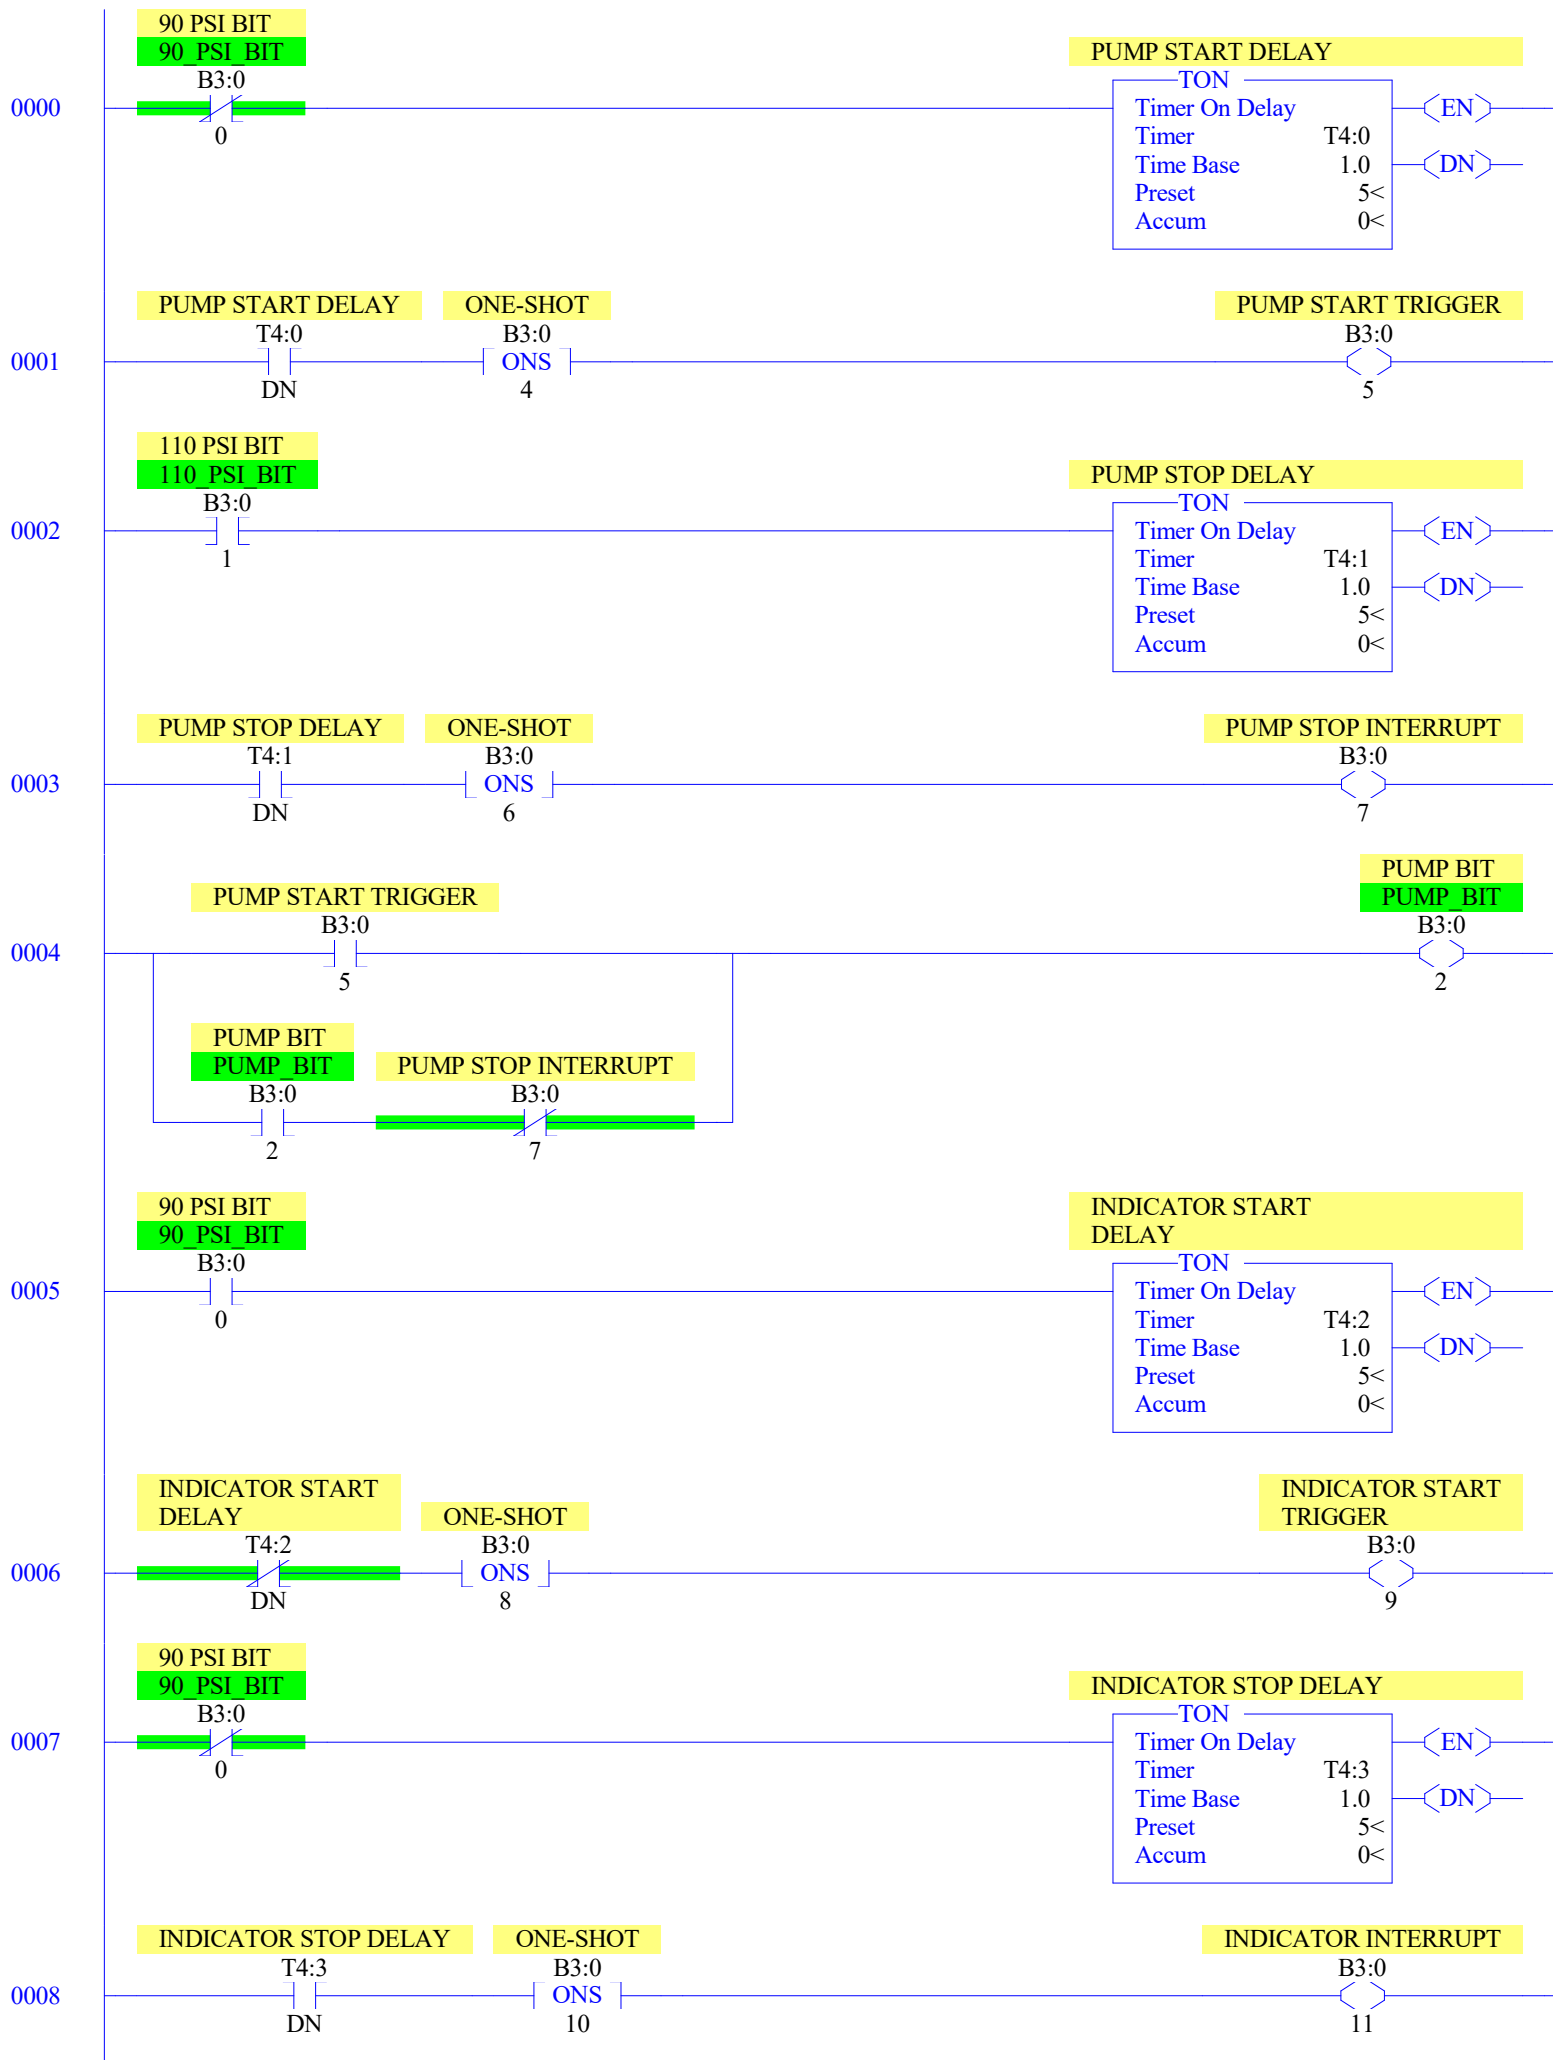 90 PSI BIT
90_PSI_BIT
B3:0
0
PUMP START DELAY
TON
Timer On Delay
Timer T4:0
Time Base 1.0
Preset 5<
Accum 0<
EN
DN
0000
PUMP START DELAY
T4:0
DN
ONE-SHOT
B3:0
ONS
4
PUMP START TRIGGER
B3:0
5
0001
110 PSI BIT
110_PSI_BIT
B3:0
1
PUMP STOP DELAY
TON
Timer On Delay
Timer T4:1
Time Base 1.0
Preset 5<
Accum 0<
EN
DN
0002
PUMP STOP DELAY
T4:1
DN
ONE-SHOT
B3:0
ONS
6
PUMP STOP INTERRUPT
B3:0
7
0003
PUMP START TRIGGER
B3:0
5
PUMP BIT
PUMP_BIT
B3:0
2
0004
PUMP BIT
PUMP_BIT
B3:0
2
PUMP STOP INTERRUPT
B3:0
7
90 PSI BIT
90_PSI_BIT
B3:0
0
INDICATOR START
DELAY
TON
Timer On Delay
Timer T4:2
Time Base 1.0
Preset 5<
Accum 0<
EN
DN
0005
INDICATOR START
DELAY
T4:2
DN
ONE-SHOT
B3:0
ONS
8
INDICATOR START
TRIGGER
B3:0
9
0006
90 PSI BIT
90_PSI_BIT
B3:0
0
INDICATOR STOP DELAY
TON
Timer On Delay
Timer T4:3
Time Base 1.0
Preset 5<
Accum 0<
EN
DN
0007
INDICATOR STOP DELAY
T4:3
DN
ONE-SHOT
B3:0
ONS
10
INDICATOR INTERRUPT
B3:0
11
0008